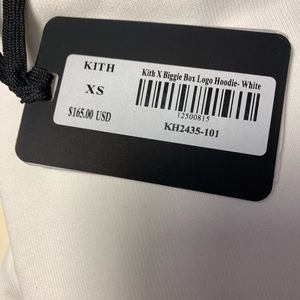 KITH
XS
$165.00 USD
Kith X Biggie Box Logo Hoodie- White
12500815
KH2435-101